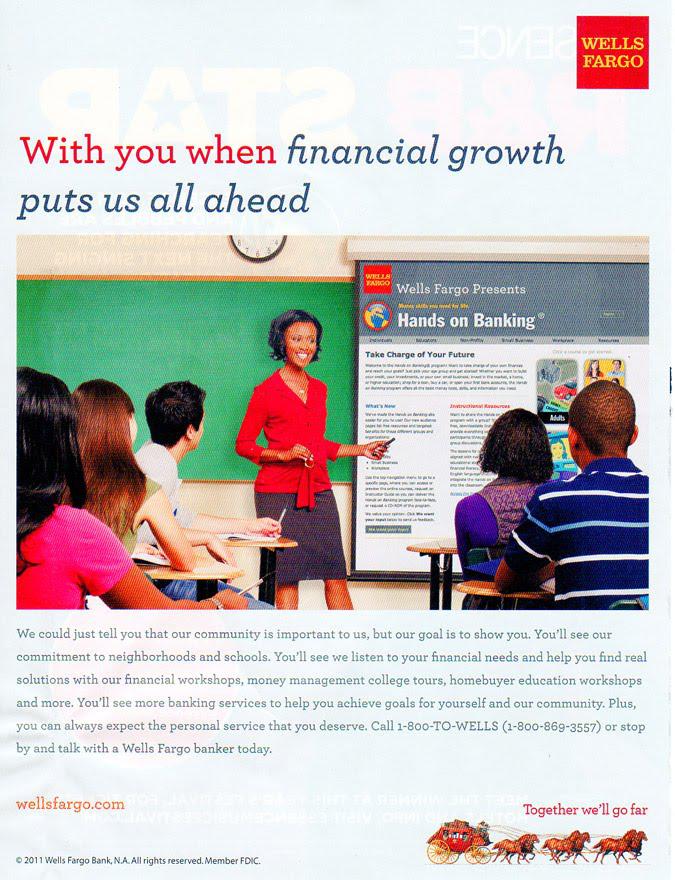 WELLS
FARGO
With you when financial growth
puts us all ahead
WELLS
FARGO
Wells Fargo Presents
Money skills you need for life
Hands on Banking®
Individuals Educators Non-Profits Small Business Workplace Resources
Take Charge of Your Future
What's New
Instructional Resources
Adults
Small Business
Workplace
We could just tell you that our community is important to us, but our goal is to show you. You'll see our
commitment to neighborhoods and schools. You'll see we listen to your financial needs and help you find real
solutions with our financial workshops, money management college tours, homebuyer education workshops
and more. You'll see more banking services to help you achieve goals for yourself and our community. Plus,
you can always expect the personal service that you deserve. Call 1-800-TO-WELLS (1-800-869-3557) or stop
by and talk with a Wells Fargo banker today.
wellsfargo.com
Together we'll go far
© 2011 Wells Fargo Bank, N.A. All rights reserved. Member FDIC.